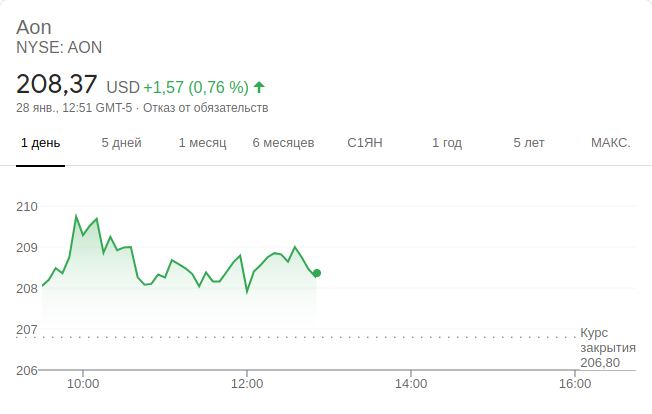 Aon
NYSE: AON
208,37 USD +1,57 (0,76 %)
28 янв., 12:51 GMT-5 · Отказ от обязательств
1 день 5 дней 1 месяц 6 месяцев С1ЯН 1 год 5 лет МАКС.
210
209
208
207
Курс
закрытия
206,80
206
10:00 12:00 14:00 16:00